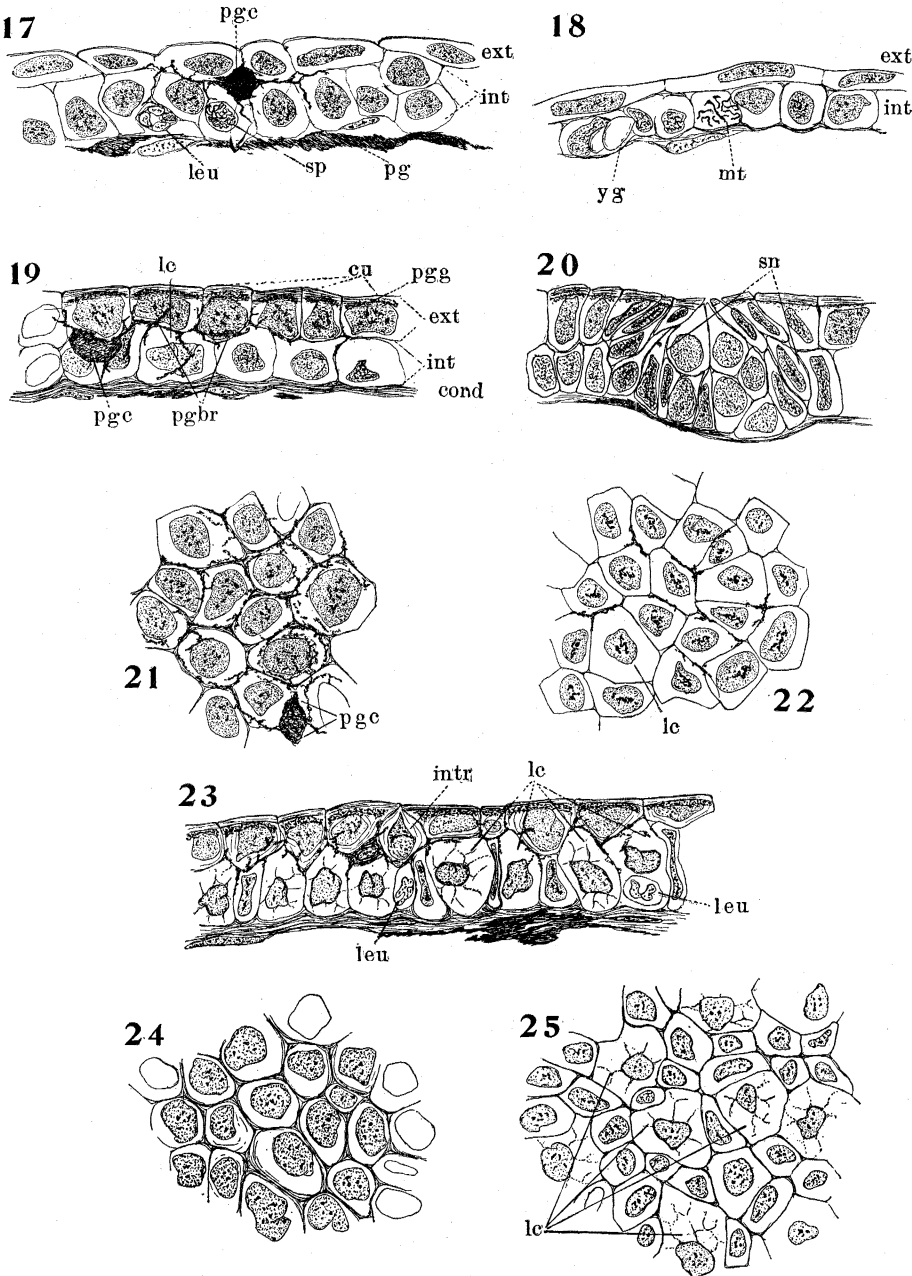 17
pgc
ext
int
leu
sp
pg
18
ext
int
yg
mt
19
lc
cu
pgg
ext
int
cond
pgc
pgbr
20
sn
21
pgc
22
lc
23
intr
lc
leu
leu
24
25
lc